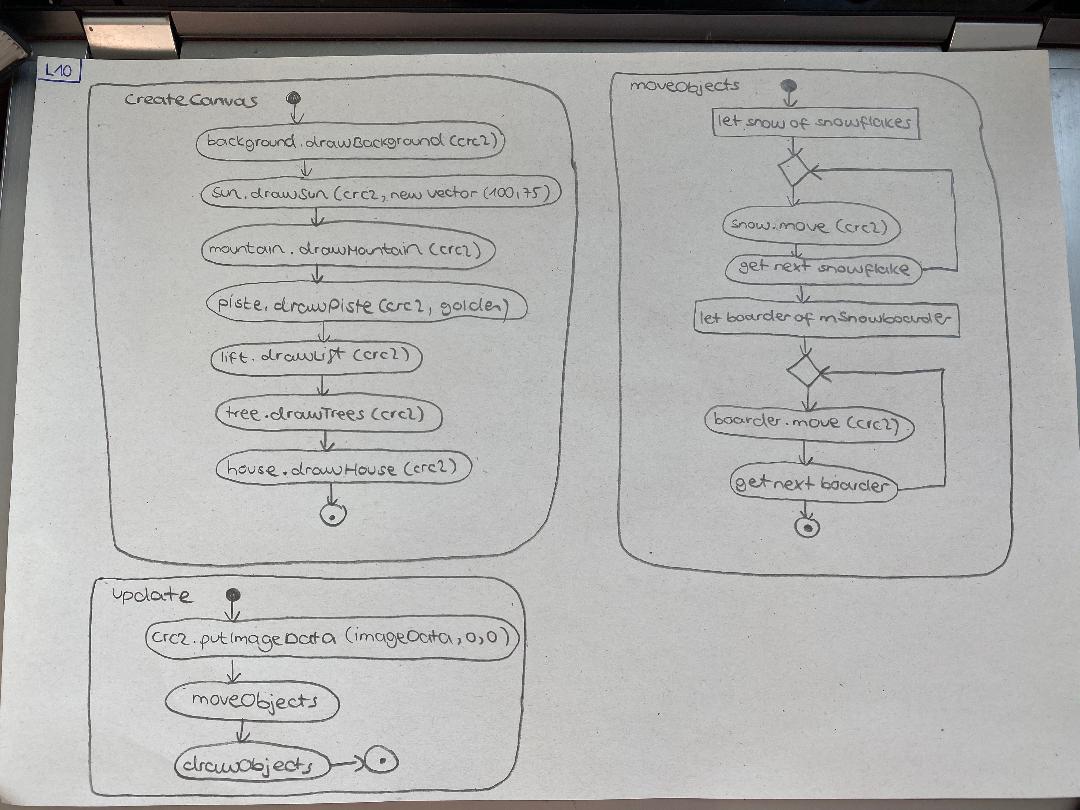 L10
createCanvas
background.drawBackground (crc2)
sun.drawSun (crc2, new vector (100,75)
mountain.drawMountain (crc2)
piste.drawPiste (crc2, golden)
lift.drawLift (crc2)
tree.drawTrees (crc2)
house.drawHouse (crc2)
moveObjects
let snow of snowflakes
snow.move (crc2)
get next snowflake
let boarder of mSnowboarder
boarder.move (crc2)
get next boarder
update
crc2.putImageData (imageData,0,0)
moveObjects
drawObjects